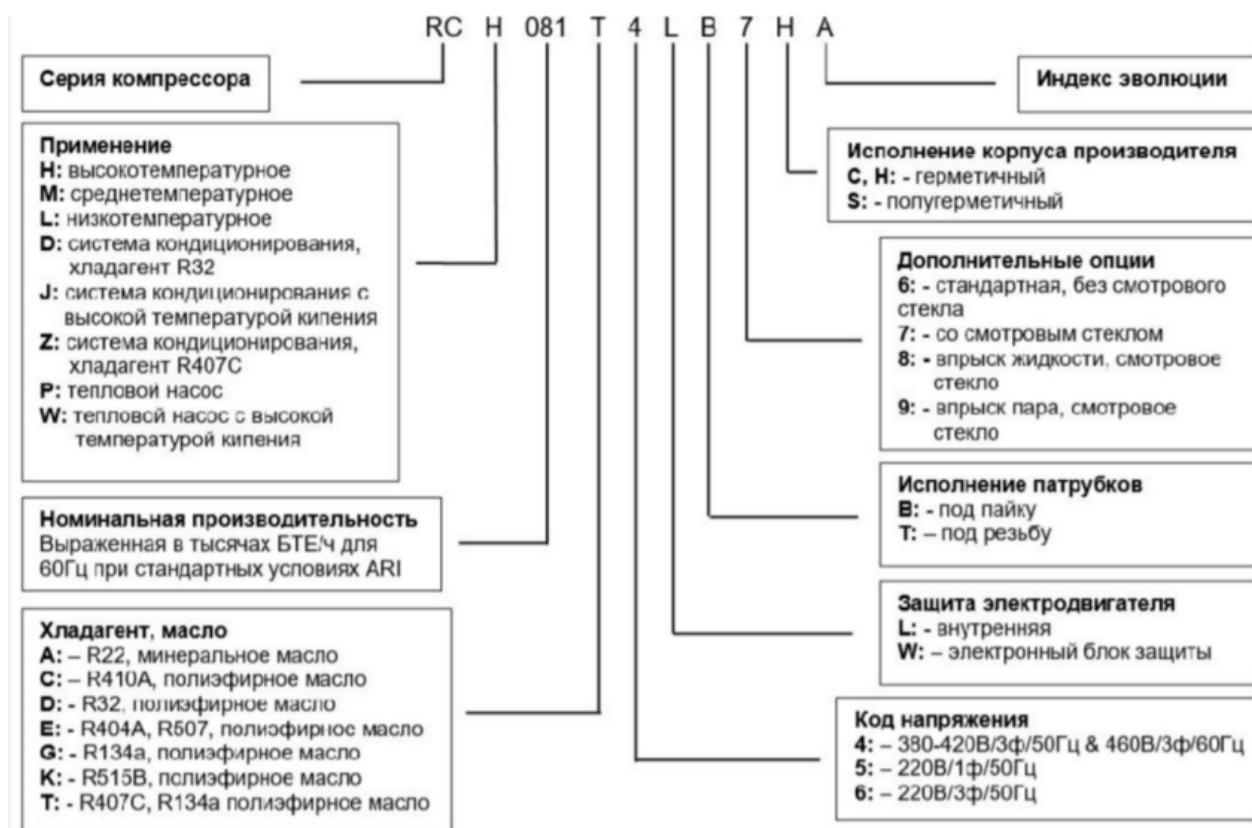 RC H 081 T 4 L B 7 H A
Серия компрессора
Применение
H: высокотемпературное
M: среднетемпературное
L: низкотемпературное
D: система кондиционирования,
хладагент R32
J: система кондиционирования с
высокой температурой кипения
Z: система кондиционирования,
хладагент R407C
P: тепловой насос
W: тепловой насос с высокой
температурой кипения
Номинальная производительность
Выраженная в тысячах БТЕ/ч для
60Гц при стандартных условиях ARI
Хладагент, масло
A: – R22, минеральное масло
C: – R410A, полиэфирное масло
D: - R32, полиэфирное масло
E: - R404A, R507, полиэфирное масло
G: - R134a, полиэфирное масло
K: - R515B, полиэфирное масло
T: - R407C, R134a полиэфирное масло
Индекс эволюции
Исполнение корпуса производителя
C, H: - герметичный
S: - полугерметичный
Дополнительные опции
6: - стандартная, без смотрового
стекла
7: - со смотровым стеклом
8: - впрыск жидкости, смотровое
стекло
9: - впрыск пара, смотровое
стекло
Исполнение патрубков
B: - под пайку
T: – под резьбу
Защита электродвигателя
L: - внутренняя
W: – электронный блок защиты
Код напряжения
4: – 380-420В/3ф/50Гц & 460В/3ф/60Гц
5: – 220В/1ф/50Гц
6: – 220В/3ф/50Гц